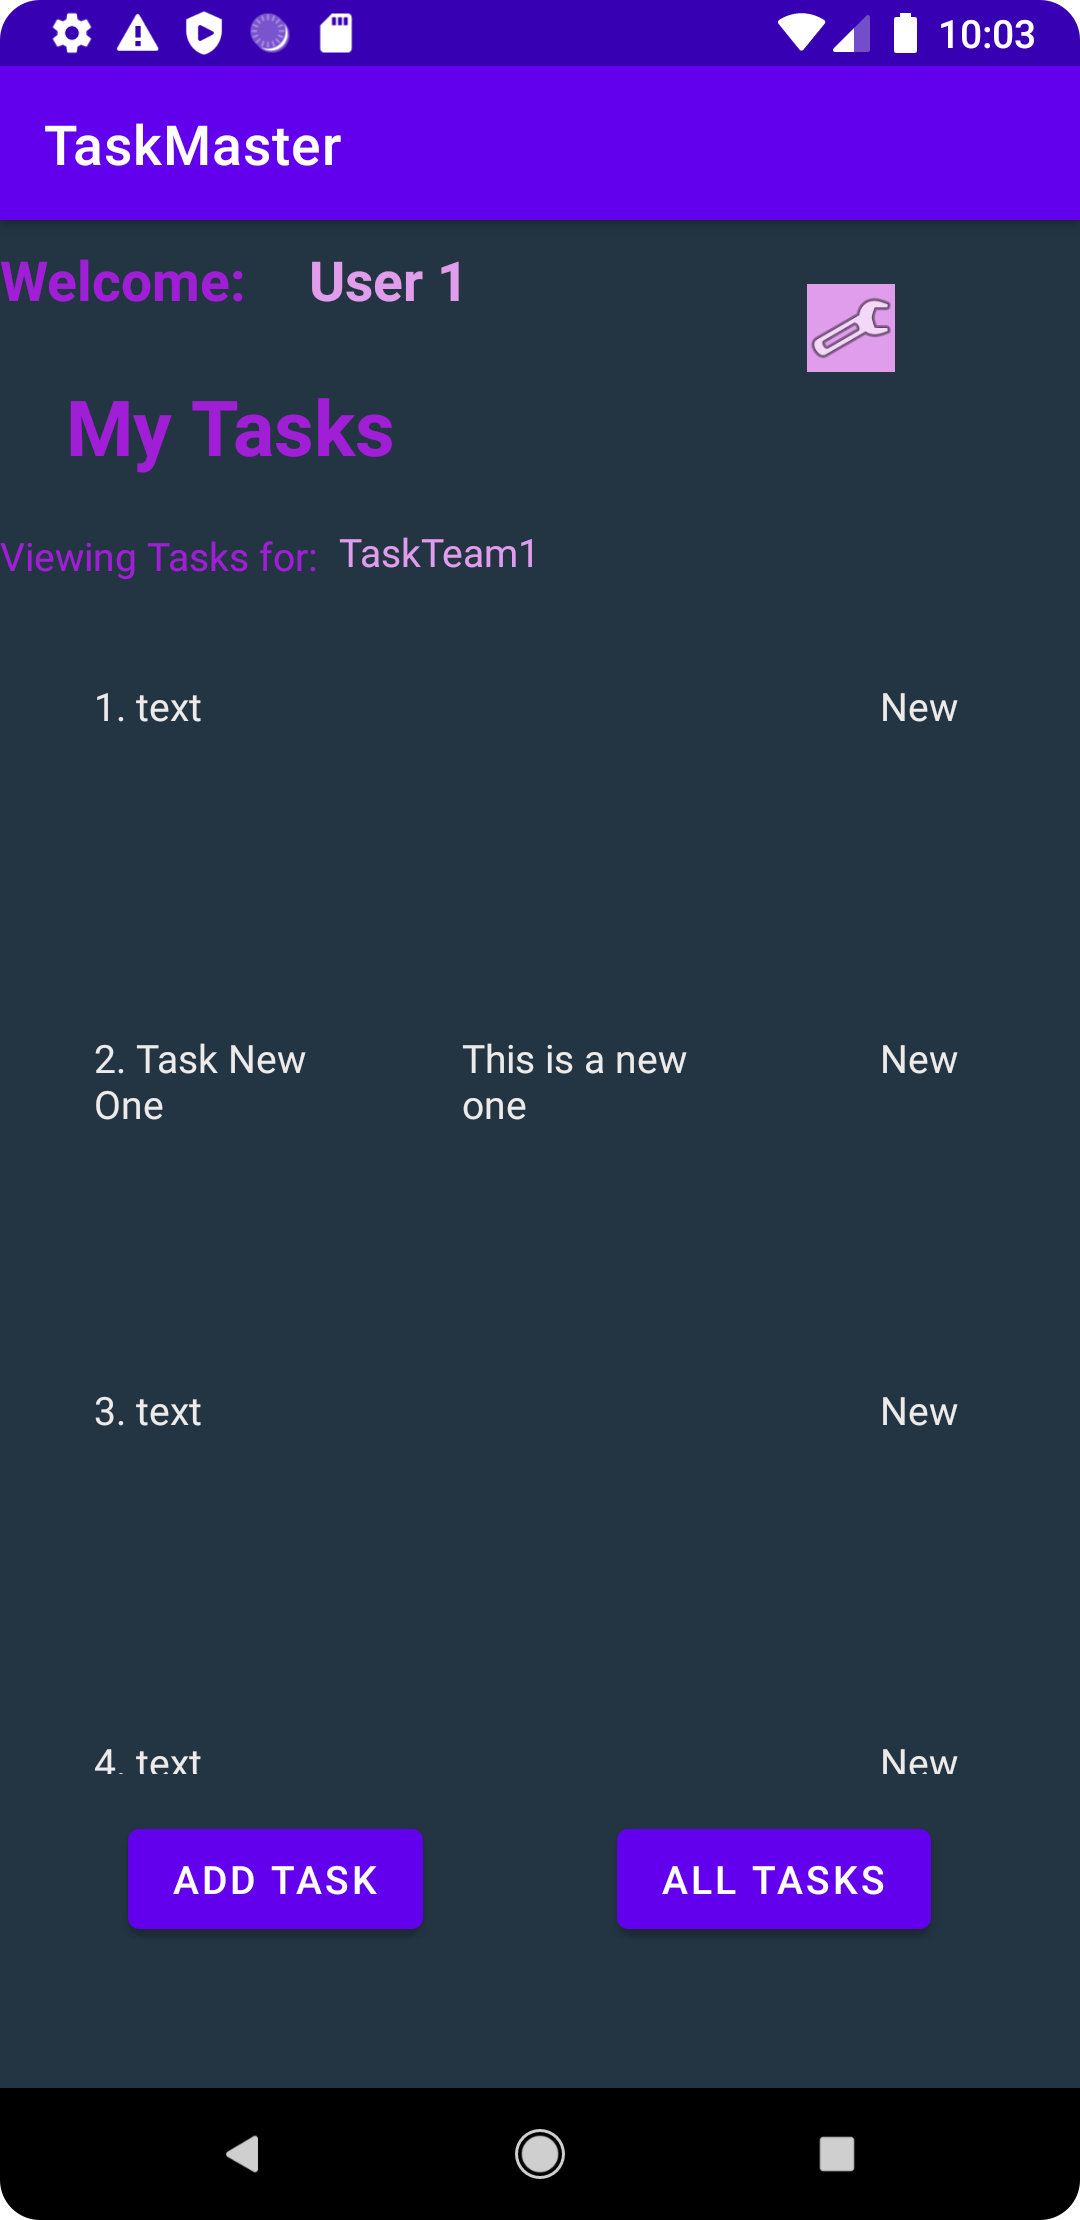 10:03
TaskMaster
Welcome: User 1
My Tasks
Viewing Tasks for: TaskTeam1
1. text New
2. Task New This is a new New
One one
3. text New
4. text New
ADD TASK ALL TASKS